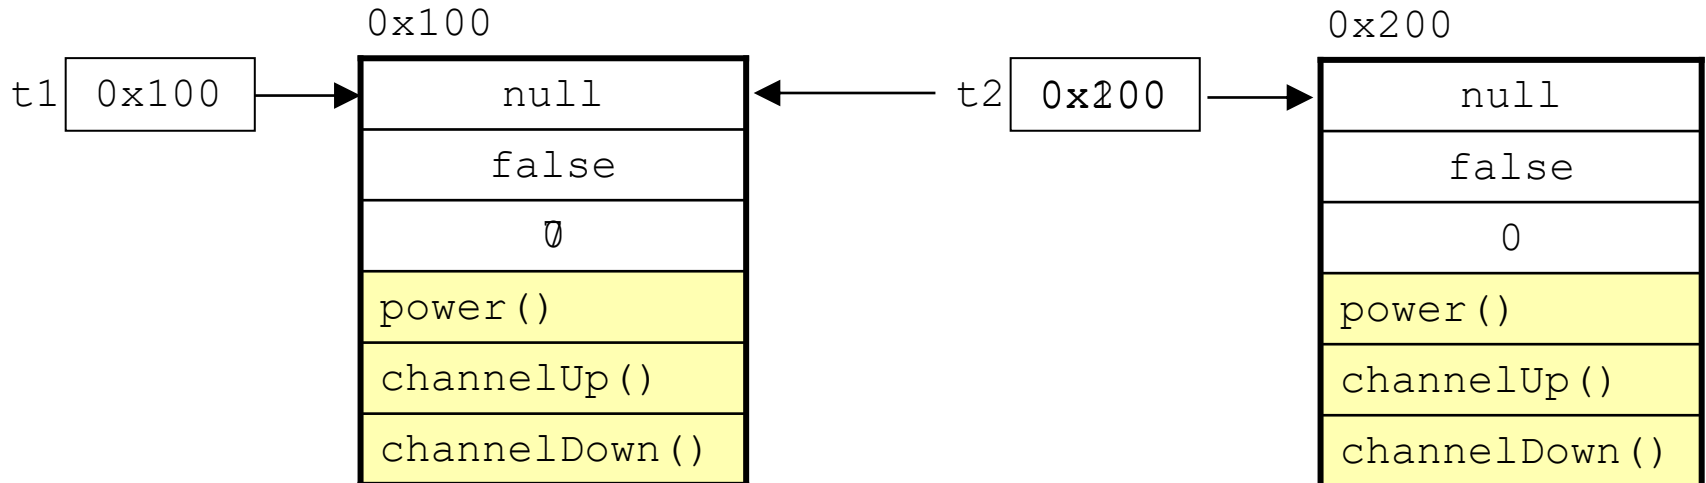 0x100
0x200
t1
0x100
null
t2
null
false
false
0
power()
power()
channelUp()
channelUp()
channelDown()
channelDown()